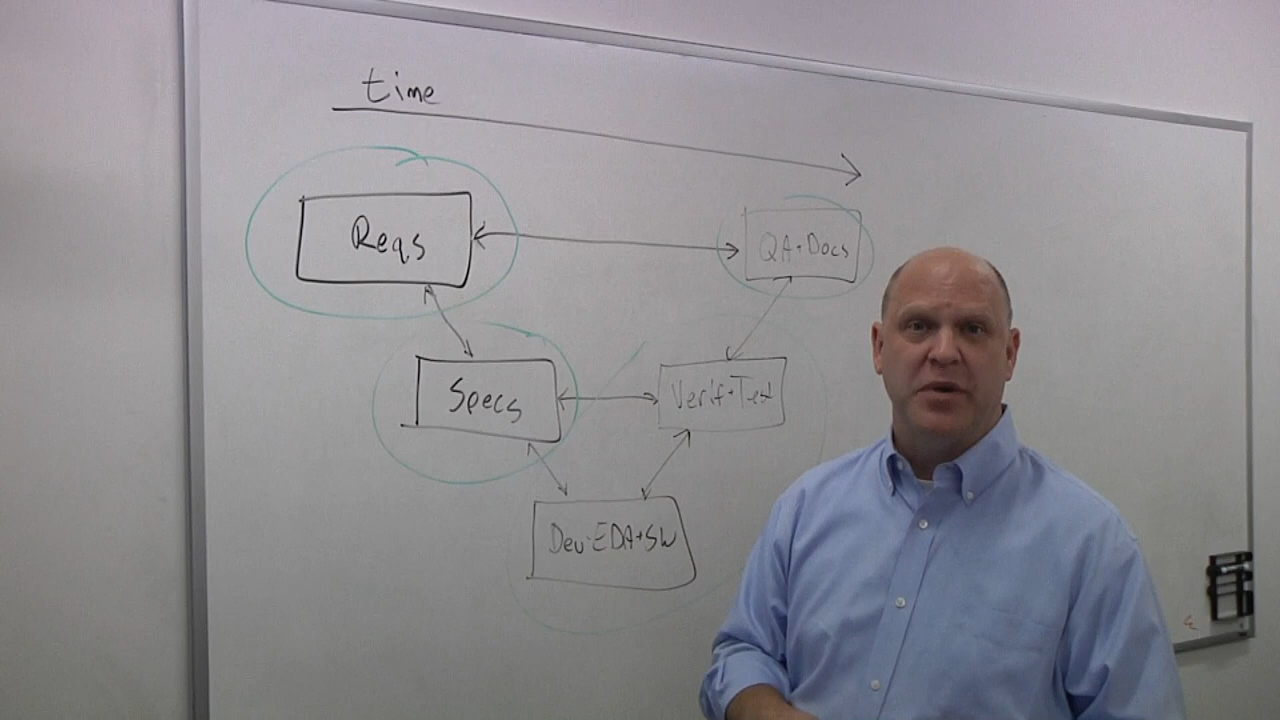 time
Reqs
QA+Docs
Specs
Verif+Test
Dev-EDA+SW